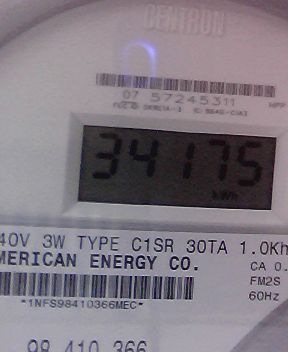 CENTRON
07 57245311
34175
kWh
40V 3W TYPE C1SR 30TA 1.0Kh
MERICAN ENERGY CO.
CA 0.
FM2S
60Hz
*1NFS98410366MEC*
98 410 366